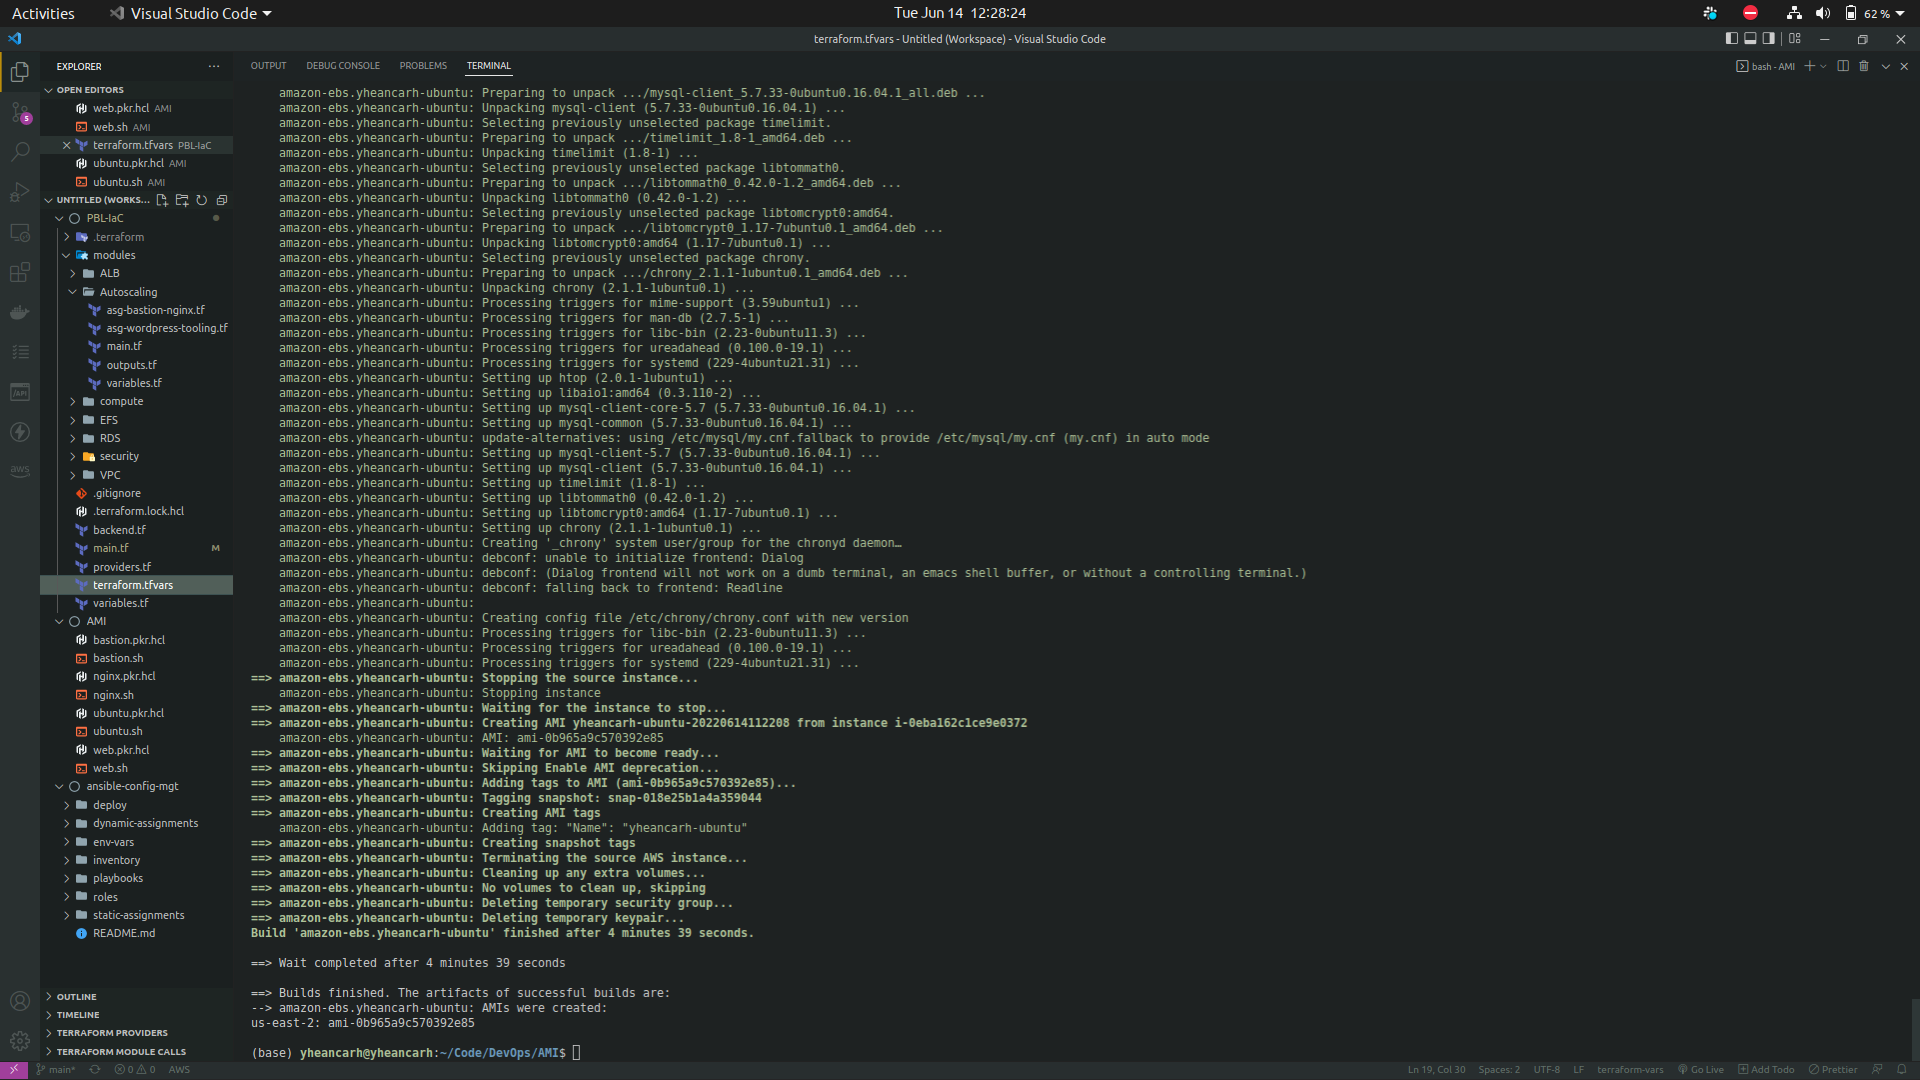 Activities
Visual Studio Code
Tue Jun 14 12:28:24
62 %
terraform.tfvars - Untitled (Workspace) - Visual Studio Code
EXPLORER
OPEN EDITORS
web.pkr.hcl AMI
web.sh AMI
terraform.tfvars PBL-IaC
ubuntu.pkr.hcl AMI
ubuntu.sh AMI
UNTITLED (WORKS...
PBL-IaC
.terraform
modules
ALB
Autoscaling
asg-bastion-nginx.tf
asg-wordpress-tooling.tf
main.tf
outputs.tf
variables.tf
compute
EFS
RDS
security
VPC
.gitignore
.terraform.lock.hcl
backend.tf
main.tf M
providers.tf
terraform.tfvars
variables.tf
AMI
bastion.pkr.hcl
bastion.sh
nginx.pkr.hcl
nginx.sh
ubuntu.pkr.hcl
ubuntu.sh
web.pkr.hcl
web.sh
ansible-config-mgt
deploy
dynamic-assignments
env-vars
inventory
playbooks
roles
static-assignments
README.md
OUTLINE
TIMELINE
TERRAFORM PROVIDERS
TERRAFORM MODULE CALLS
5
/API
aws
OUTPUT DEBUG CONSOLE PROBLEMS TERMINAL
bash - AMI
amazon-ebs.yheancarh-ubuntu: Preparing to unpack .../mysql-client_5.7.33-0ubuntu0.16.04.1_all.deb ...
amazon-ebs.yheancarh-ubuntu: Unpacking mysql-client (5.7.33-0ubuntu0.16.04.1) ...
amazon-ebs.yheancarh-ubuntu: Selecting previously unselected package timelimit.
amazon-ebs.yheancarh-ubuntu: Preparing to unpack .../timelimit_1.8-1_amd64.deb ...
amazon-ebs.yheancarh-ubuntu: Unpacking timelimit (1.8-1) ...
amazon-ebs.yheancarh-ubuntu: Selecting previously unselected package libtommath0.
amazon-ebs.yheancarh-ubuntu: Preparing to unpack .../libtommath0_0.42.0-1.2_amd64.deb ...
amazon-ebs.yheancarh-ubuntu: Unpacking libtommath0 (0.42.0-1.2) ...
amazon-ebs.yheancarh-ubuntu: Selecting previously unselected package libtomcrypt0:amd64.
amazon-ebs.yheancarh-ubuntu: Preparing to unpack .../libtomcrypt0_1.17-7ubuntu0.1_amd64.deb ...
amazon-ebs.yheancarh-ubuntu: Unpacking libtomcrypt0:amd64 (1.17-7ubuntu0.1) ...
amazon-ebs.yheancarh-ubuntu: Selecting previously unselected package chrony.
amazon-ebs.yheancarh-ubuntu: Preparing to unpack .../chrony_2.1.1-1ubuntu0.1_amd64.deb ...
amazon-ebs.yheancarh-ubuntu: Unpacking chrony (2.1.1-1ubuntu0.1) ...
amazon-ebs.yheancarh-ubuntu: Processing triggers for mime-support (3.59ubuntu1) ...
amazon-ebs.yheancarh-ubuntu: Processing triggers for man-db (2.7.5-1) ...
amazon-ebs.yheancarh-ubuntu: Processing triggers for libc-bin (2.23-0ubuntu11.3) ...
amazon-ebs.yheancarh-ubuntu: Processing triggers for ureadahead (0.100.0-19.1) ...
amazon-ebs.yheancarh-ubuntu: Processing triggers for systemd (229-4ubuntu21.31) ...
amazon-ebs.yheancarh-ubuntu: Setting up htop (2.0.1-1ubuntu1) ...
amazon-ebs.yheancarh-ubuntu: Setting up libaio1:amd64 (0.3.110-2) ...
amazon-ebs.yheancarh-ubuntu: Setting up mysql-client-core-5.7 (5.7.33-0ubuntu0.16.04.1) ...
amazon-ebs.yheancarh-ubuntu: Setting up mysql-common (5.7.33-0ubuntu0.16.04.1) ...
amazon-ebs.yheancarh-ubuntu: update-alternatives: using /etc/mysql/my.cnf.fallback to provide /etc/mysql/my.cnf (my.cnf) in auto mode
amazon-ebs.yheancarh-ubuntu: Setting up mysql-client-5.7 (5.7.33-0ubuntu0.16.04.1) ...
amazon-ebs.yheancarh-ubuntu: Setting up mysql-client (5.7.33-0ubuntu0.16.04.1) ...
amazon-ebs.yheancarh-ubuntu: Setting up timelimit (1.8-1) ...
amazon-ebs.yheancarh-ubuntu: Setting up libtommath0 (0.42.0-1.2) ...
amazon-ebs.yheancarh-ubuntu: Setting up libtomcrypt0:amd64 (1.17-7ubuntu0.1) ...
amazon-ebs.yheancarh-ubuntu: Setting up chrony (2.1.1-1ubuntu0.1) ...
amazon-ebs.yheancarh-ubuntu: Creating '_chrony' system user/group for the chronyd daemon…
amazon-ebs.yheancarh-ubuntu: debconf: unable to initialize frontend: Dialog
amazon-ebs.yheancarh-ubuntu: debconf: (Dialog frontend will not work on a dumb terminal, an emacs shell buffer, or without a controlling terminal.)
amazon-ebs.yheancarh-ubuntu: debconf: falling back to frontend: Readline
amazon-ebs.yheancarh-ubuntu:
amazon-ebs.yheancarh-ubuntu: Creating config file /etc/chrony/chrony.conf with new version
amazon-ebs.yheancarh-ubuntu: Processing triggers for libc-bin (2.23-0ubuntu11.3) ...
amazon-ebs.yheancarh-ubuntu: Processing triggers for ureadahead (0.100.0-19.1) ...
amazon-ebs.yheancarh-ubuntu: Processing triggers for systemd (229-4ubuntu21.31) ...
==> amazon-ebs.yheancarh-ubuntu: Stopping the source instance...
amazon-ebs.yheancarh-ubuntu: Stopping instance
==> amazon-ebs.yheancarh-ubuntu: Waiting for the instance to stop...
==> amazon-ebs.yheancarh-ubuntu: Creating AMI yheancarh-ubuntu-20220614112208 from instance i-0eba162c1ce9e0372
amazon-ebs.yheancarh-ubuntu: AMI: ami-0b965a9c570392e85
==> amazon-ebs.yheancarh-ubuntu: Waiting for AMI to become ready...
==> amazon-ebs.yheancarh-ubuntu: Skipping Enable AMI deprecation...
==> amazon-ebs.yheancarh-ubuntu: Adding tags to AMI (ami-0b965a9c570392e85)...
==> amazon-ebs.yheancarh-ubuntu: Tagging snapshot: snap-018e25b1a4a359044
==> amazon-ebs.yheancarh-ubuntu: Creating AMI tags
amazon-ebs.yheancarh-ubuntu: Adding tag: "Name": "yheancarh-ubuntu"
==> amazon-ebs.yheancarh-ubuntu: Creating snapshot tags
==> amazon-ebs.yheancarh-ubuntu: Terminating the source AWS instance...
==> amazon-ebs.yheancarh-ubuntu: Cleaning up any extra volumes...
==> amazon-ebs.yheancarh-ubuntu: No volumes to clean up, skipping
==> amazon-ebs.yheancarh-ubuntu: Deleting temporary security group...
==> amazon-ebs.yheancarh-ubuntu: Deleting temporary keypair...
Build 'amazon-ebs.yheancarh-ubuntu' finished after 4 minutes 39 seconds.
==> Wait completed after 4 minutes 39 seconds
==> Builds finished. The artifacts of successful builds are:
--> amazon-ebs.yheancarh-ubuntu: AMIs were created:
us-east-2: ami-0b965a9c570392e85
(base) yheancarh@yheancarh:~/Code/DevOps/AMI$
main* 0 0 AWS
Ln 19, Col 30 Spaces: 2 UTF-8 LF terraform-vars Go Live Add Todo Prettier